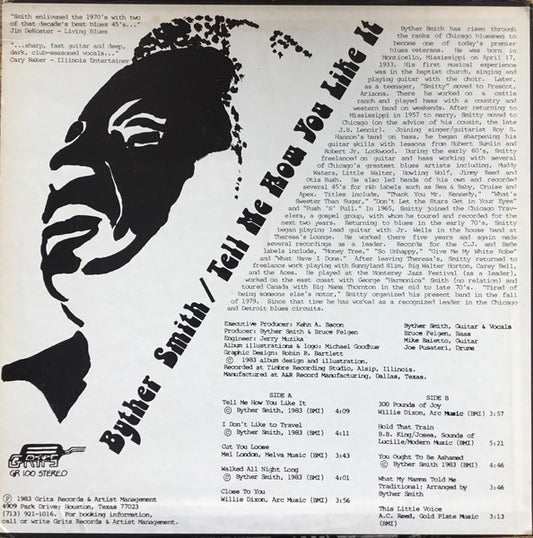 "Smith enlivened the 1970's with two
of that decade's best blues 45's..."
Jim DeKoster - Living Blues
"...sharp, fast guitar and deep,
dark, club-seasoned vocals..."
Cary Baker - Illinois Entertainer
Byther Smith / Tell Me How You Like It
Byther Smith has risen through
the ranks of Chicago bluesmen to
become one of today's premier
blues veterans. He was born in
Monticello, Mississippi on April 17,
1933. His first musical experience
was in the baptist church, singing and
playing guitar with the choir. Later,
as a teenager, "Smitty" moved to Prescot,
Arizona. There he worked on a cattle
ranch and played bass with a country and
western band on weekends. After returning to
Mississippi in 1957 to marry, Smitty moved to
Chicago (on the advice of his cousin, the late
J.B. Lenoir). Joining singer/guitarist Roy B.
Hannon's band on bass, he began sharpening his
guitar skills with lessons from Hubert Sumlin and
Robert Jr. Lockwood. During the early 60's, Smitty
freelanced on guitar and bass working with several
of Chicago's greatest blues artists including, Muddy
Waters, Little Walter, Howling Wolf, Jimmy Reed and
Otis Rush. He also led bands of his own and recorded
several 45's for r&b labels such as Bea & Baby, Cruise and
Apex. Titles include, "Thank You Mr. Kennedy," "That's
Sweeter Than Sugar," "Don't Let the Stars Get in Your Eyes"
and "Push 'N' Pull." In 1965, Smitty joined the Chicago Trav-
elers, a gospel group, with whom he toured and recorded for the
next two years. Returning to blues in the early 70's, Smitty
began playing lead guitar with Jr. Wells in the house band at
Theresa's Lounge. He worked there five years and again made
several recordings as a leader. Records for the C.J. and Bete
labels include, "Money Tree," "So Unhappy," "Give Me My White Robe"
and "What Have I Done." After leaving Theresa's, Smitty returned to
freelance work playing with Sunnyland Slim, Big Walter Horton, Carey Bell,
and the Aces. He played at the Monterey Jazz Festival (as a leader),
worked on the east coast with George "Harmonica" Smith (no relation) and
toured Canada with Big Mama Thornton in the mid to late 70's. "Tired of
being someone else's motor," Smitty organized his present band in the fall
of 1979. Since that time he has worked as a recognized leader in the Chicago
and Detroit blues circuits.
Executive Producer: Kehn A. Bacon
Producer: Byther Smith & Bruce Felgen
Engineer: Jerry Muzika
Album illustrations & logo: Michael Goodhue
Graphic Design: Robin R. Bartlett
© 1983 album design and illustration.
Recorded at Timbre Recording Studio, Alsip, Illinois.
Manufactured at A&R Record Manufacturing, Dallas, Texas.
Byther Smith, Guitar & Vocals
Bruce Felgen, Bass
Mike Baietto, Guitar
Joe Pusateri, Drums
SIDE A
Tell Me How You Like It
© Byther Smith, 1983 (BMI) 4:09
I Don't Like to Travel
© Byther Smith, 1983 (BMI) 4:11
Cut You Loose
Mel London, Melva Music (BMI) 3:43
Walked All Night Long
© Byther Smith, 1983 (BMI) 4:01
Close To You
Willie Dixon, Arc Music (BMI) 3:56
SIDE B
300 Pounds of Joy
Willie Dixon, Arc Music (BMI) 3:57
Hold That Train
B.B. King/Josea, Sounds of
Lucille/Modern Music (BMI) 5:21
You Ought To Be Ashamed
© Byther Smith 1983 (BMI) 4:46
What My Mamma Told Me
Traditional: Arranged by
Byther Smith 3:46
This Little Voice
A.C. Reed, Gold Plate Music
(BMI) 3:13
GRITS
GR 100 STEREO
℗ 1983 Grits Records & Artist Management
4909 Park Drive; Houston, Texas 77023
(713) 921-1016. For booking information,
call or write Grits Records & Artist Management.